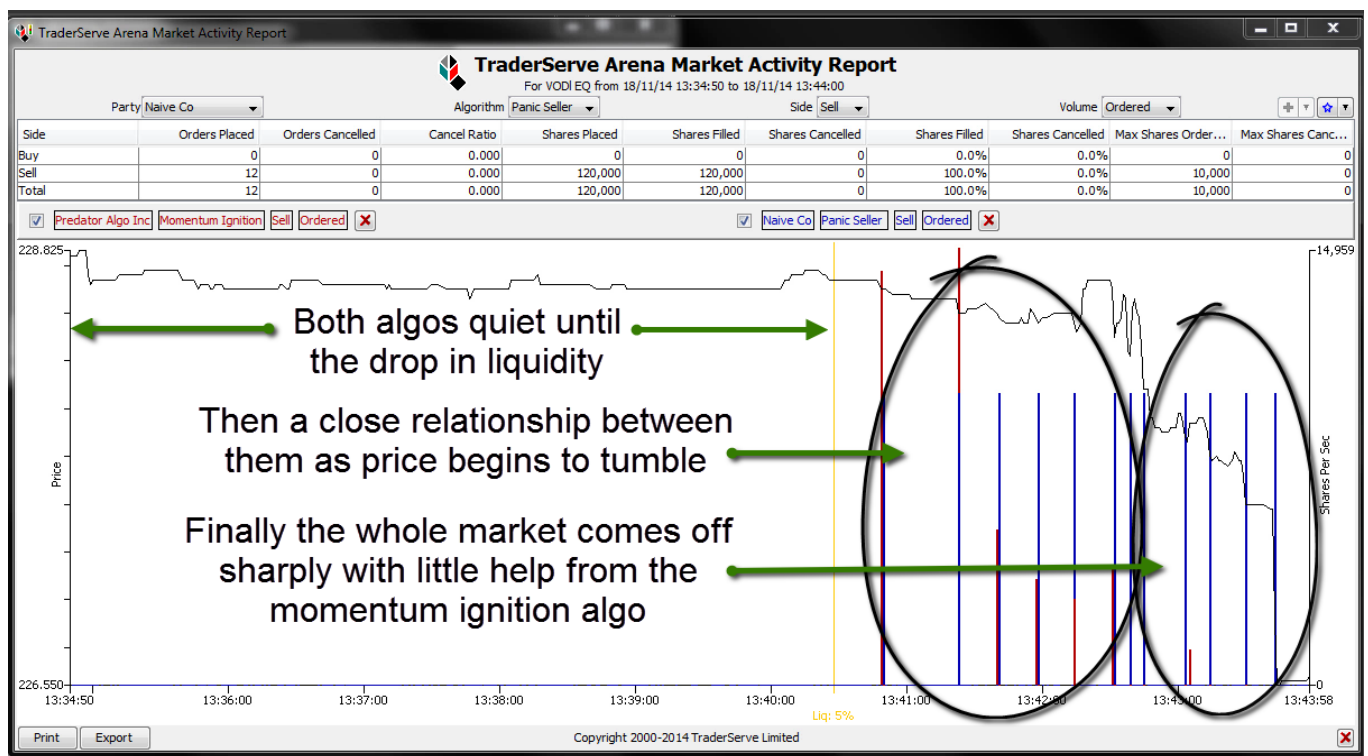 TraderServe Arena Market Activity Report
TraderServe Arena Market Activity Report
For VODl EQ from 18/11/14 13:34:50 to 18/11/14 13:44:00
Party Naive Co Algorithm Panic Seller Side Sell Volume Ordered
Side Orders Placed Orders Cancelled Cancel Ratio Shares Placed Shares Filled Shares Cancelled Shares Filled Shares Cancelled Max Shares Order... Max Shares Canc...
Buy 0 0 0.000 0 0 0 0.0% 0.0% 0 0
Sell 12 0 0.000 120,000 120,000 0 100.0% 0.0% 10,000 0
Total 12 0 0.000 120,000 120,000 0 100.0% 0.0% 10,000 0
Predator Algo Inc Momentum Ignition Sell Ordered Naive Co Panic Seller Sell Ordered
228.825 14,959
Both algos quiet until
the drop in liquidity
Then a close relationship between
them as price begins to tumble
Price
Shares Per Sec
Finally the whole market comes off
sharply with little help from the
momentum ignition algo
226.550 0
13:34:50 13:36:00 13:37:00 13:38:00 13:39:00 13:40:00 13:41:00 13:42:00 13:43:00 13:43:58
Liq: 5%
Print Export Copyright 2000-2014 TraderServe Limited